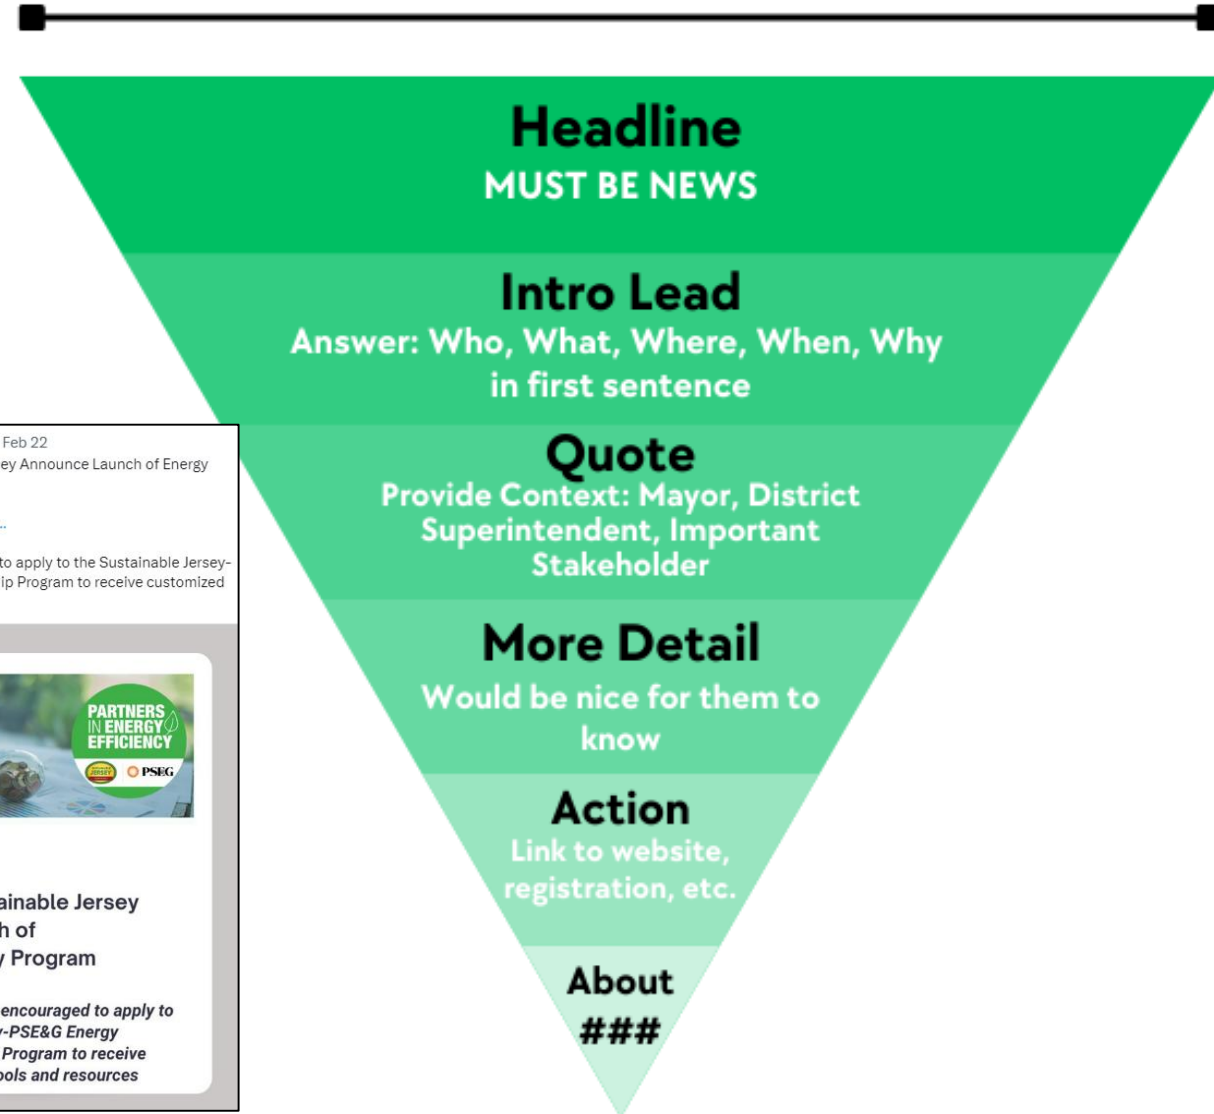 Headline
MUST BE NEWS
Intro Lead
Answer: Who, What, Where, When, Why
in first sentence
Quote
Provide Context: Mayor, District
Superintendent, Important
Stakeholder
More Detail
Would be nice for them to
know
Action
Link to website,
registration, etc.
About
###
Feb 22
ey Announce Launch of Energy
..
to apply to the Sustainable Jersey-
ip Program to receive customized
PARTNERS
IN ENERGY
EFFICIENCY
JERSEY
PSEG
ainable Jersey
h of
y Program
encouraged to apply to
y-PSE&G Energy
Program to receive
ools and resources